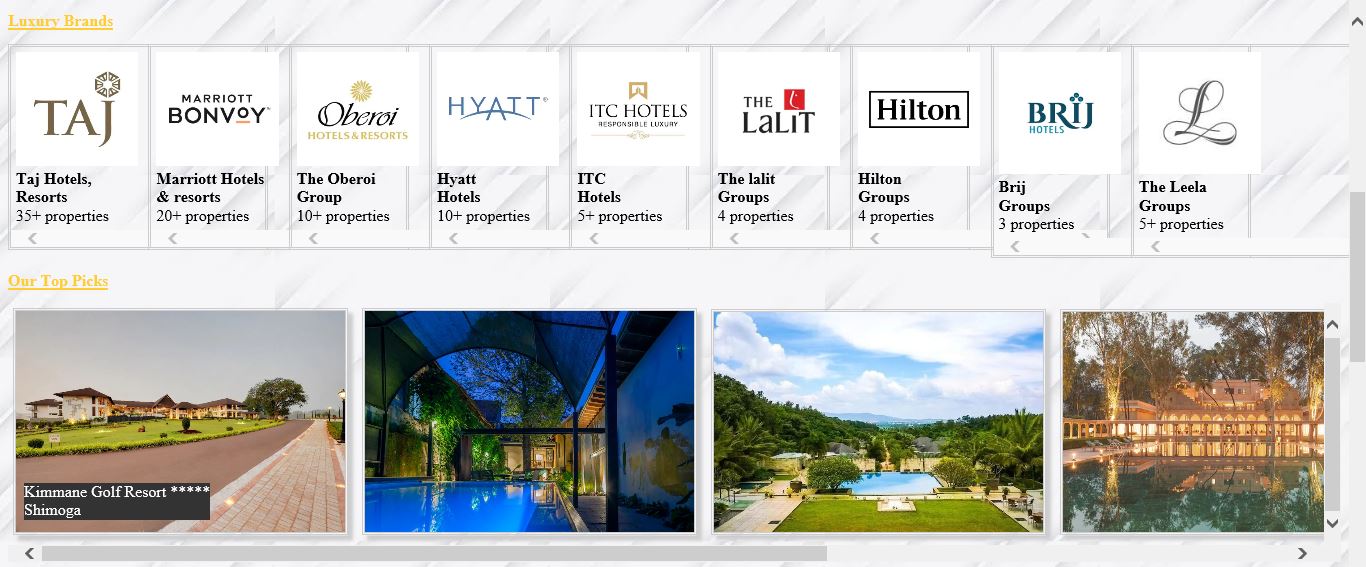 Luxury Brands
TAJ
MARRIOTT
BONVOY
Oberoi
HOTELS & RESORTS
HYATT
ITC HOTELS
RESPONSIBLE LUXURY
THE
LaLiT
Hilton
BRIJ
HOTELS
L
Taj Hotels,
Resorts
35+ properties
Marriott Hotels
& resorts
20+ properties
The Oberoi
Group
10+ properties
Hyatt
Hotels
10+ properties
ITC
Hotels
5+ properties
The lalit
Groups
4 properties
Hilton
Groups
4 properties
Brij
Groups
3 properties
The Leela
Groups
5+ properties
Our Top Picks
Kimmane Golf Resort *****
Shimoga